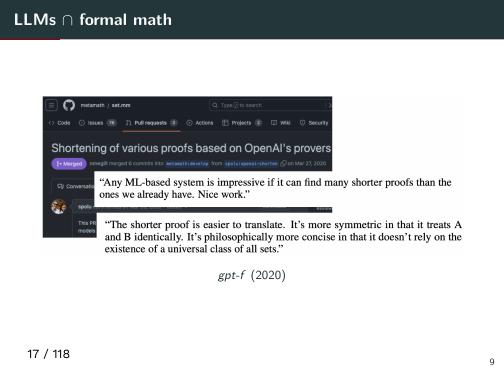 LLMs ∩ formal math
metamath / set.mm
Type / to search
<> Code Issues 76 Pull requests 3 Actions Projects 2 Wiki Security
Shortening of various proofs based on OpenAI's provers
Merged nmegill merged 6 commits into metamath:develop from spolu:openai-shorten on Mar 27, 2020
Conversatio
"Any ML-based system is impressive if it can find many shorter proofs than the
ones we already have. Nice work."
spolu
This PR
models
"The shorter proof is easier to translate. It's more symmetric in that it treats A
and B identically. It's philosophically more concise in that it doesn't rely on the
existence of a universal class of all sets."
gpt-f (2020)
17 / 118
9